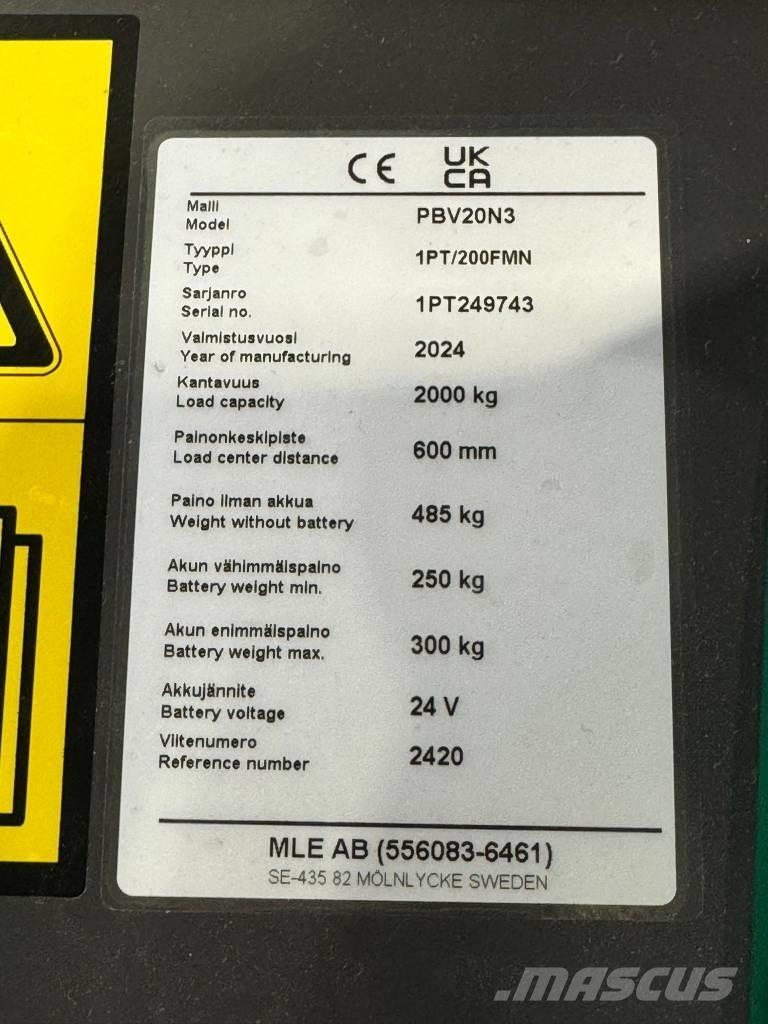 CE UK CA
Malli
Model PBV20N3
Tyyppi
Type 1PT/200FMN
Sarjanro
Serial no. 1PT249743
Valmistusvuosi
Year of manufacturing 2024
Kantavuus
Load capacity 2000 kg
Painonkeskipiste
Load center distance 600 mm
Paino ilman akkua
Weight without battery 485 kg
Akun vähimmäispaino
Battery weight min. 250 kg
Akun enimmäispaino
Battery weight max. 300 kg
Akkujännite
Battery voltage 24 V
Viitenumero
Reference number 2420
MLE AB (556083-6461)
SE-435 82 MÖLNLYCKE SWEDEN
MASCUS